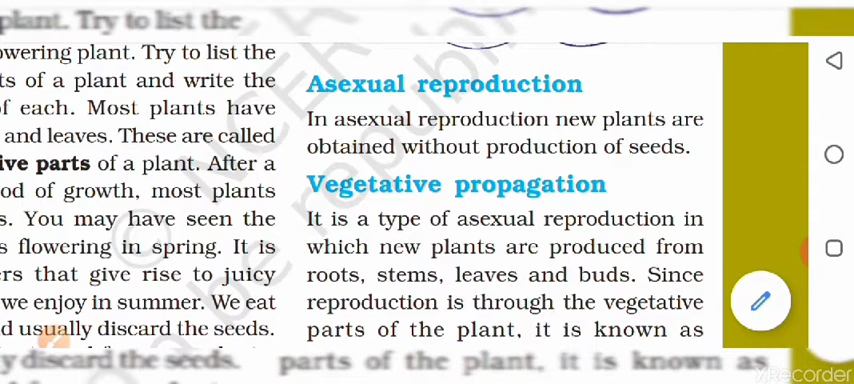 plant. Try to list the
owering plant. Try to list the
ts of a plant and write the
of each. Most plants have
and leaves. These are called
ive parts of a plant. After a
od of growth, most plants
s. You may have seen the
s flowering in spring. It is
ers that give rise to juicy
we enjoy in summer. We eat
d usually discard the seeds.
Asexual reproduction
In asexual reproduction new plants are
obtained without production of seeds.
Vegetative propagation
It is a type of asexual reproduction in
which new plants are produced from
roots, stems, leaves and buds. Since
reproduction is through the vegetative
parts of the plant, it is known as
y discard the seeds. parts of the plant, it is known as
© NCER
be republi
XRecorder